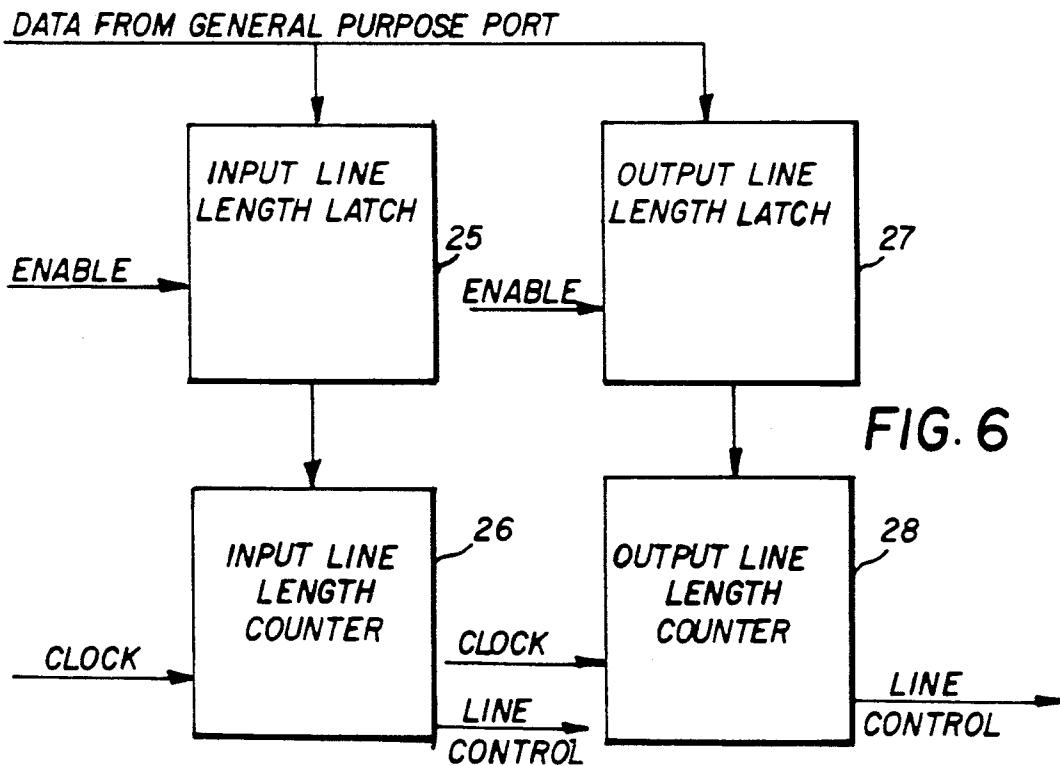 DATA FROM GENERAL PURPOSE PORT
INPUT LINE
LENGTH LATCH
25
ENABLE
OUTPUT LINE
LENGTH LATCH
27
ENABLE
FIG. 6
INPUT LINE
LENGTH
COUNTER
26
CLOCK
LINE
CONTROL
OUTPUT LINE
LENGTH
COUNTER
28
CLOCK
LINE
CONTROL